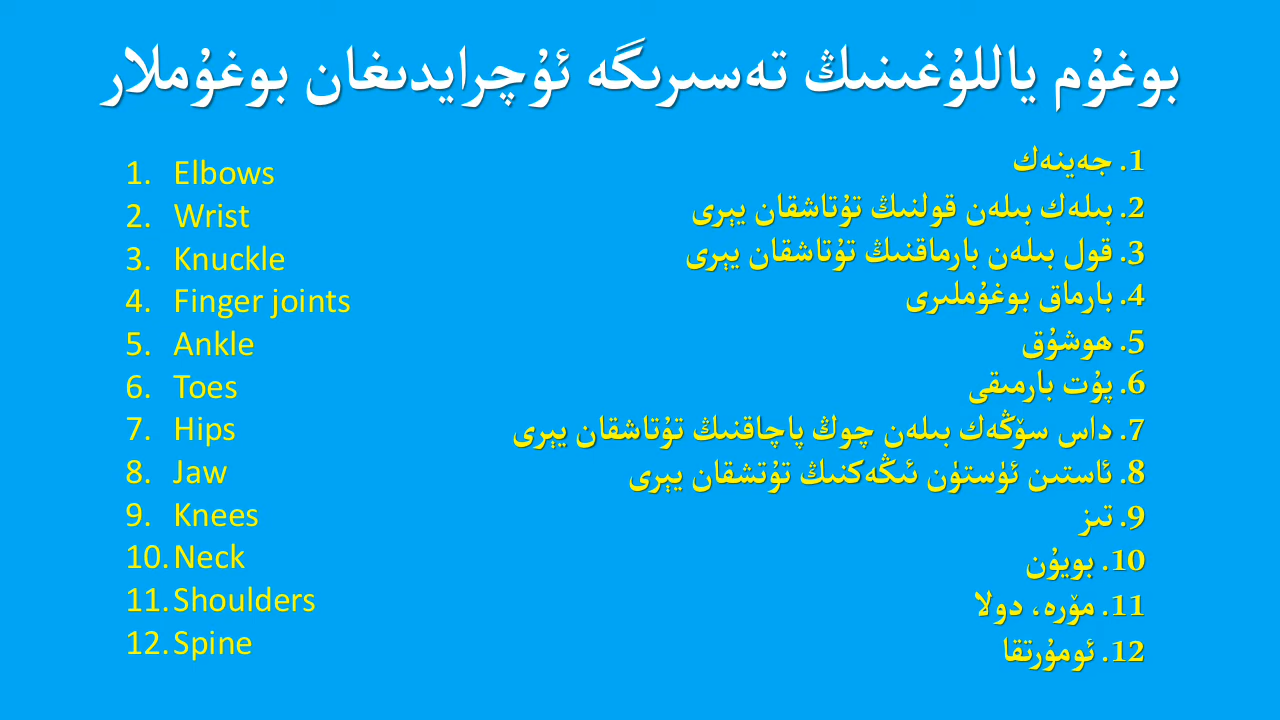 بوغۇم ياللۇغىنىڭ تەسىرىگە ئۇچرايدىغان بوغۇملار
1. Elbows
2. Wrist
3. Knuckle
4. Finger joints
5. Ankle
6. Toes
7. Hips
8. Jaw
9. Knees
10. Neck
11. Shoulders
12. Spine
1. جەينەك
2. بىلەك بىلەن قولنىڭ تۇتاشقان يېرى
3. قول بىلەن بارماقنىڭ تۇتاشقان يېرى
4. بارماق بوغۇملىرى
5. ھوشۇق
6. پۇت بارمىقى
7. داس سۆڭەك بىلەن چوڭ پاچاقنىڭ تۇتاشقان يېرى
8. ئاستىن ئۈستۈن ئىڭەكنىڭ تۇتشقان يېرى
9. تىز
10. بويۇن
11. مۆرە، دولا
12. ئومۇرتقا